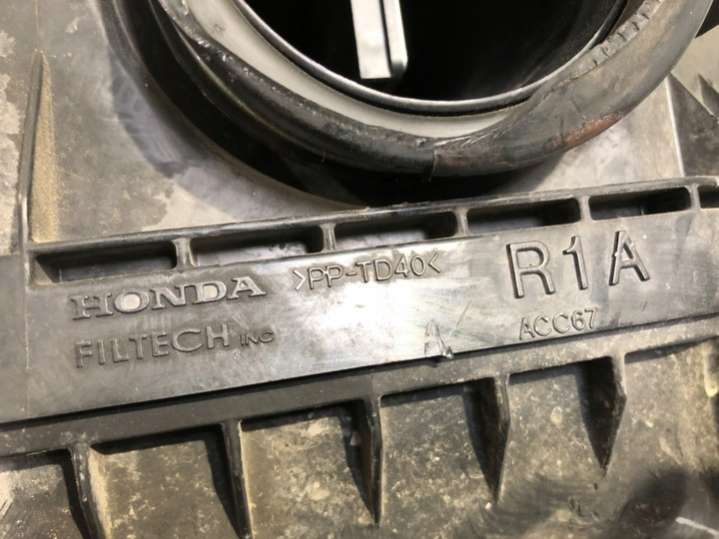 HONDA >PP-TD40< R1A
FILTECH INC A ACC67